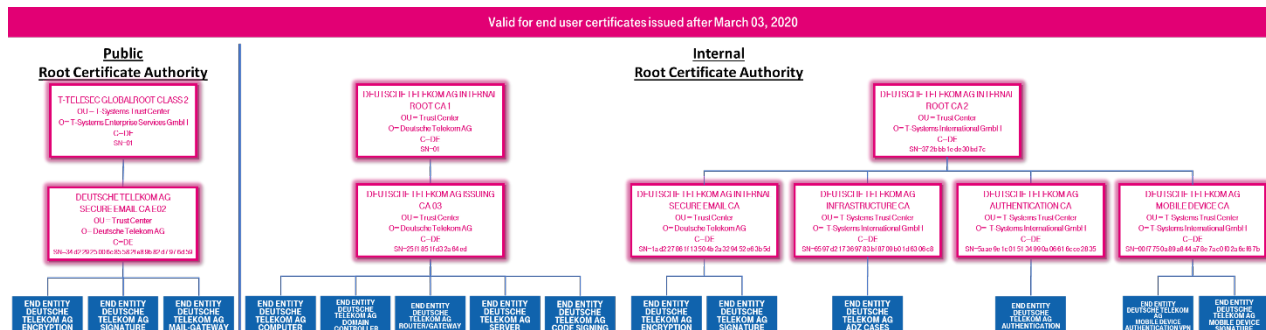 Valid for end user certificates issued after March 03, 2020
Public
Root Certificate Authority
Internal
Root Certificate Authority
T-TELESEC GLOBALROOT CLASS 2
OU = T-Systems Trust Center
O= T-Systems Enterprise Services GmbH
C=DE
SN=01
DEUTSCHE TELEKOM AG INTERNAL
ROOT CA 1
OU = Trust Center
O= Deutsche Telekom AG
C=DE
SN=01
DEUTSCHE TELEKOM AG INTERNAL
ROOT CA 2
OU = Trust Center
O= T-Systems International GmbH
C=DE
DEUTSCHE TELEKOM AG
SECURE EMAIL CA E02
OU = Trust Center
O= Deutsche Telekom AG
C=DE
DEUTSCHE TELEKOM AG ISSUING
CA 03
OU = Trust Center
O= Deutsche Telekom AG
C=DE
DEUTSCHE TELEKOM AG INTERNAL
SECURE EMAIL CA
OU = Trust Center
O= Deutsche Telekom AG
C=DE
DEUTSCHE TELEKOM AG
INFRASTRUCTURE CA
OU = T Systems Trust Center
O= T Systems International GmbH
C=DE
DEUTSCHE TELEKOM AG
AUTHENTICATION CA
OU = T Systems Trust Center
O= T Systems International GmbH
C=DE
DEUTSCHE TELEKOM AG
MOBILE DEVICE CA
OU = T Systems Trust Center
O= T-Systems International GmbH
C=DE
END ENTITY
DEUTSCHE
TELEKOM AG
ENCRYPTION
END ENTITY
DEUTSCHE
TELEKOM AG
SIGNATURE
END ENTITY
DEUTSCHE
TELEKOM AG
MAIL-GATEWAY
END ENTITY
DEUTSCHE
TELEKOM AG
COMPUTER
END ENTITY
DEUTSCHE
TELEKOM AG
DOMAIN
CONTROLLER
END ENTITY
DEUTSCHE
TELEKOM AG
ROUTER/GATEWAY
END ENTITY
DEUTSCHE
TELEKOM AG
SERVER
END ENTITY
DEUTSCHE
TELEKOM AG
CODE SIGNING
END ENTITY
DEUTSCHE
TELEKOM AG
ENCRYPTION
END ENTITY
DEUTSCHE
TELEKOM AG
SIGNATURE
END ENTITY
DEUTSCHE
TELEKOM AG
ADZ CASES
END ENTITY
DEUTSCHE
TELEKOM AG
AUTHENTICATION
END ENTITY
DEUTSCHE TELEKOM
AG
MOBILE DEVICE
AUTHENTICATION VPN
END ENTITY
DEUTSCHE
TELEKOM AG
MOBILE DEVICE
SIGNATURE